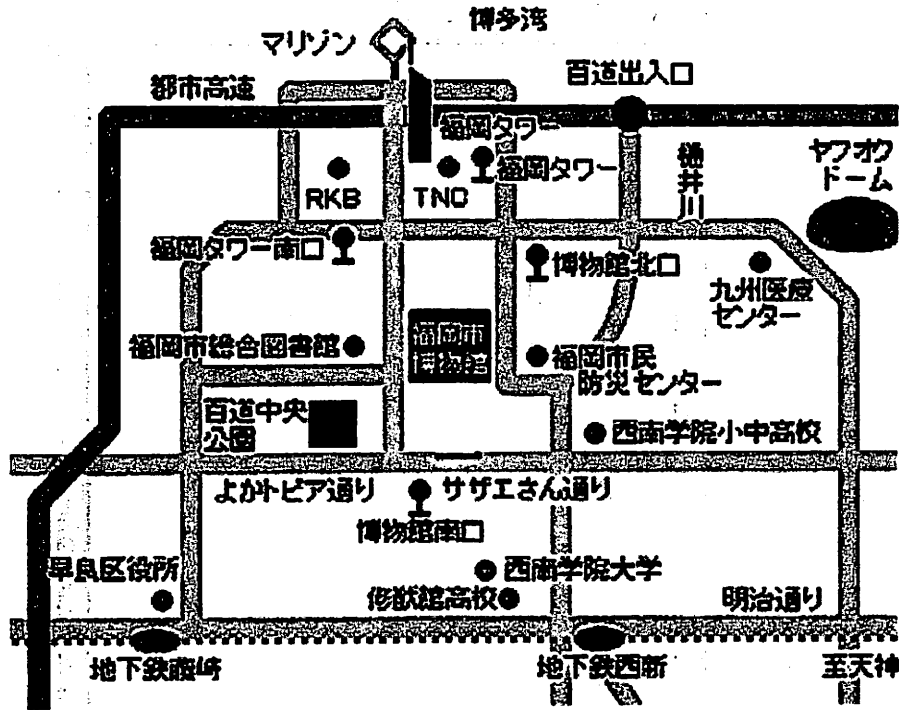 博多湾
マリゾン
百道出入口
都市高速
福岡タワー
福岡タワー
樋井川
ヤフオク
ドーム
RKB
TNC
福岡タワー南口
博物館北口
九州医療
センター
福岡市総合図書館
福岡市
博物館
福岡市民
防災センター
百道中央
公園
西南学院小中高校
よかトピア通り
サザエさん通り
博物館南口
早良区役所
西南学院大学
修猷館高校
明治通り
地下鉄藤崎
地下鉄西新
至天神